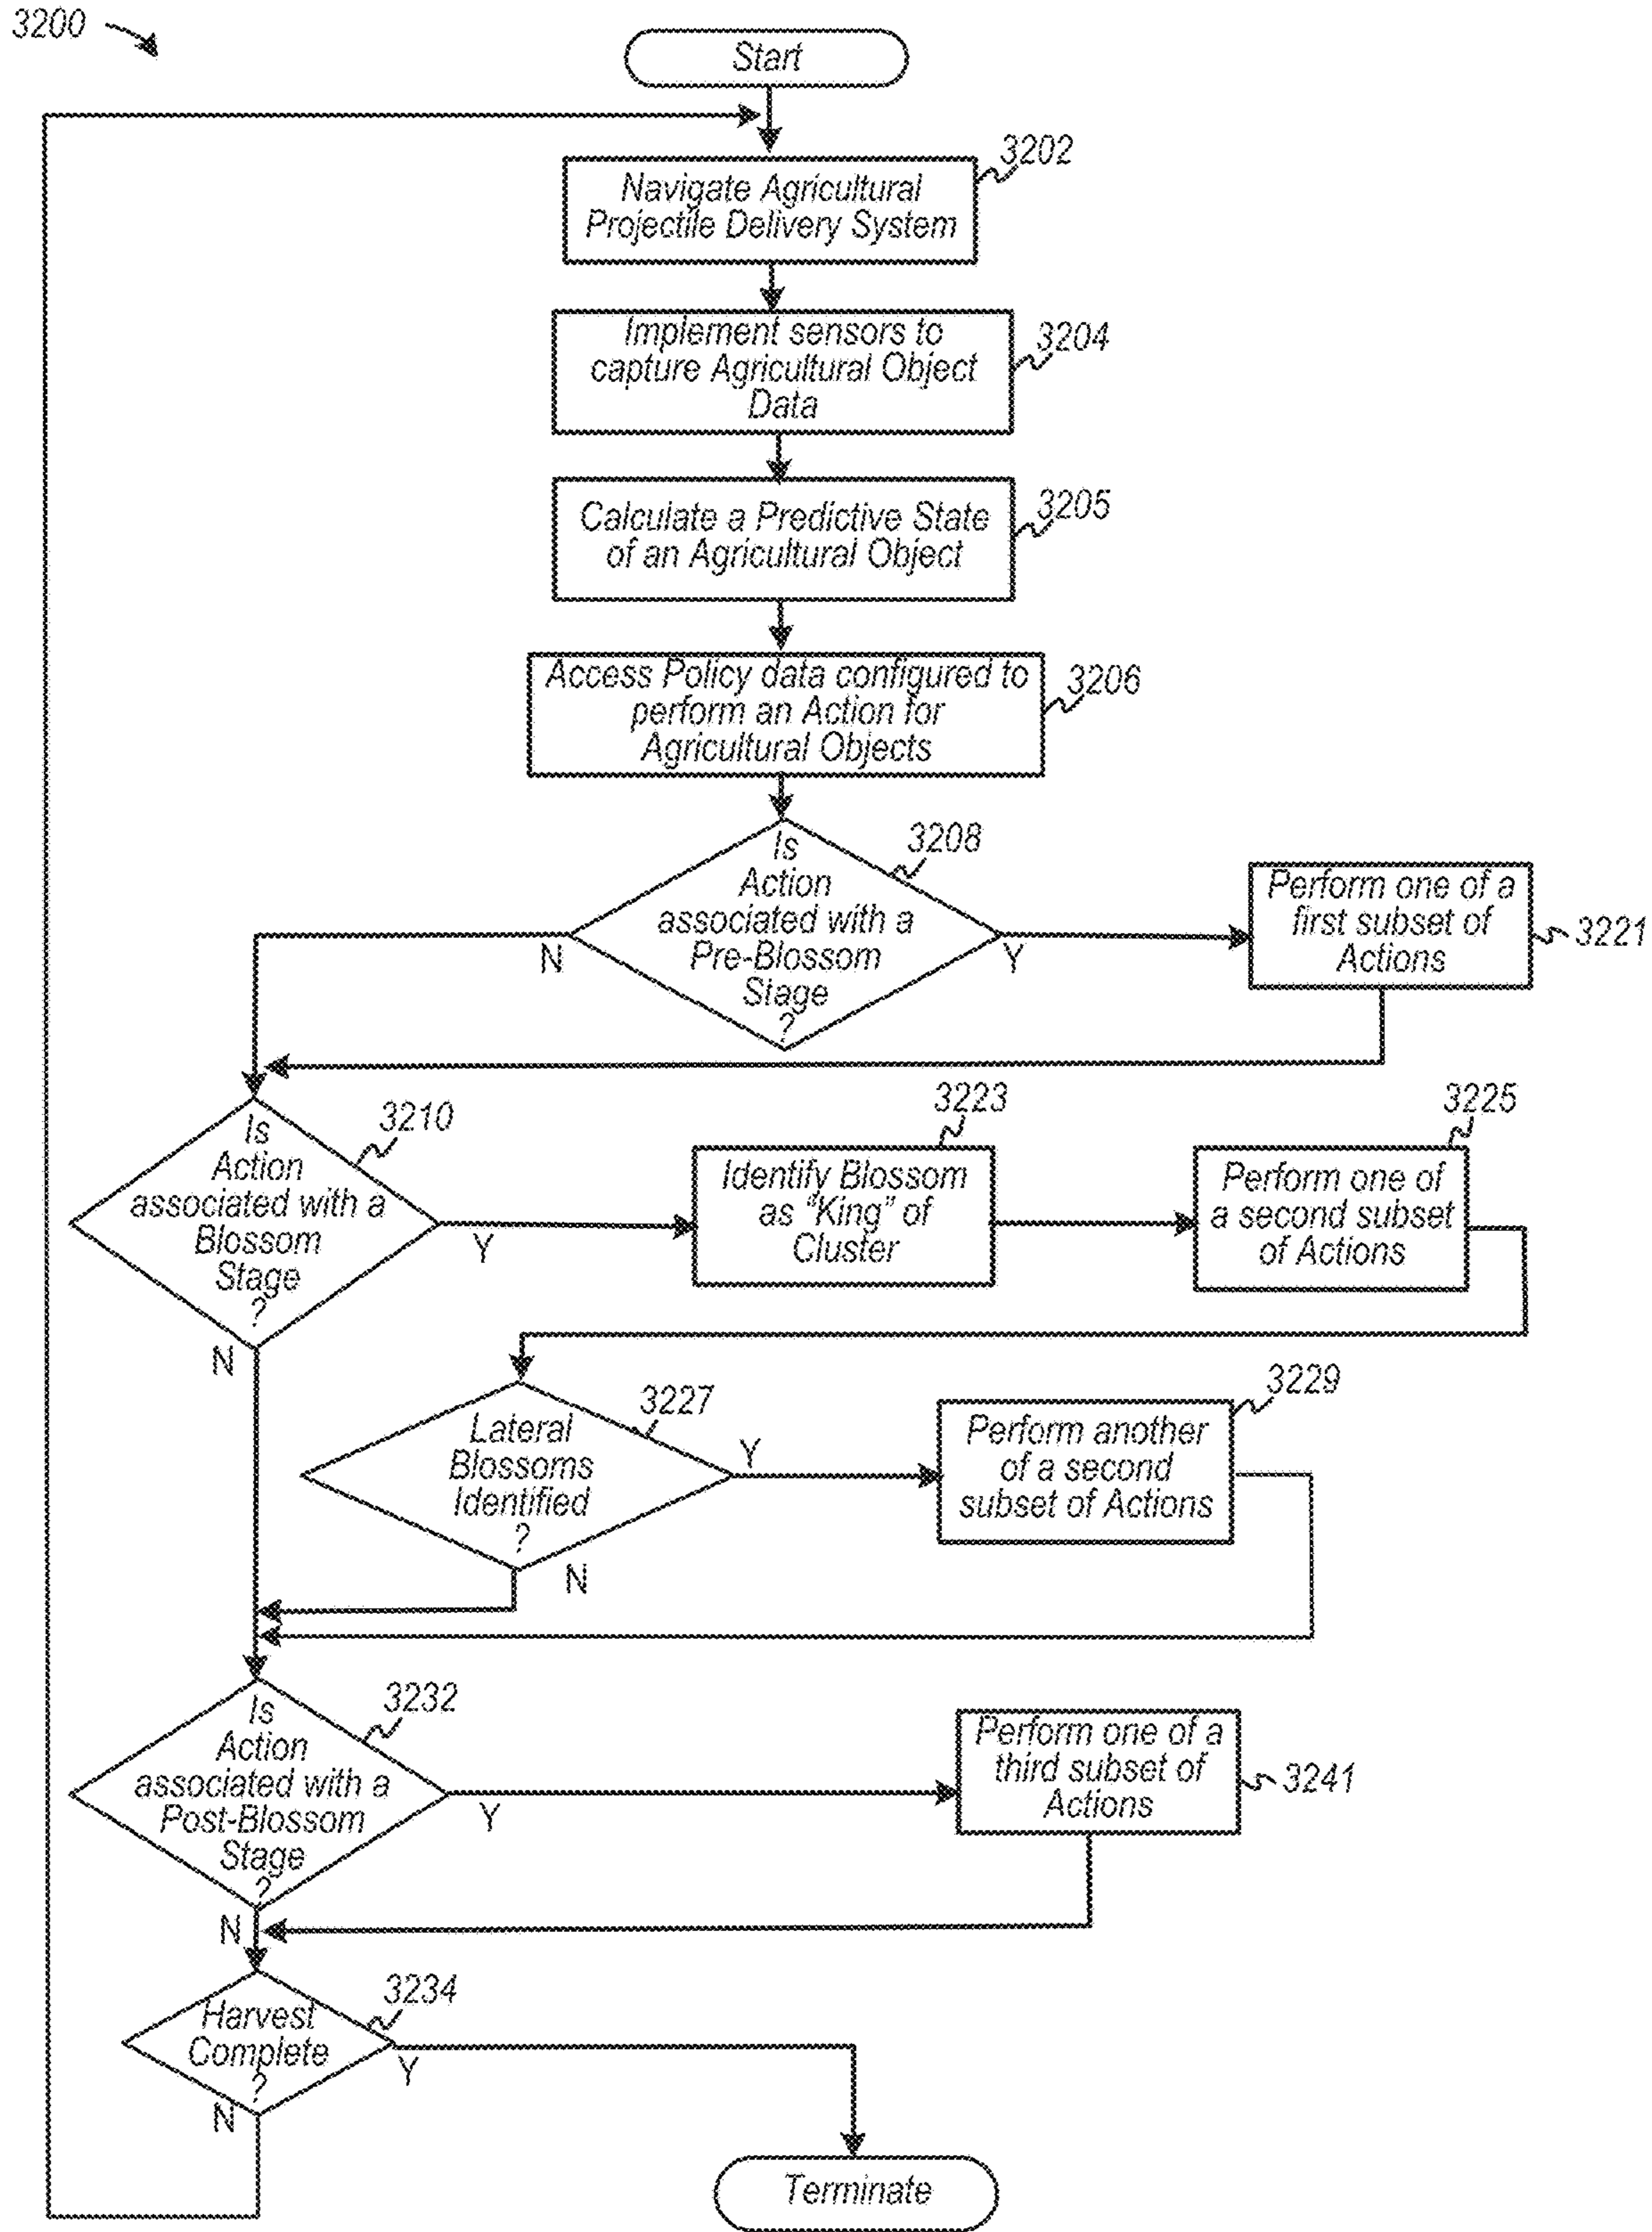 3200
Start
3202
Navigate Agricultural
Projectile Delivery System
Implement sensors to
capture Agricultural Object
Data
3204
Calculate a Predictive State
of an Agricultural Object
3205
Access Policy data configured to
perform an Action for
Agricultural Objects
3206
Is
Action
associated with a
Pre-Blossom
Stage
?
3208
N
Y
Perform one of a
first subset of
Actions
3221
Is
Action
associated with a
Blossom
Stage
?
3210
Y
N
3223
Identify Blossom
as "King" of
Cluster
3225
Perform one of
a second subset
of Actions
Lateral
Blossoms
Identified
?
3227
Y
N
3229
Perform another
of a second
subset of Actions
Is
Action
associated with a
Post-Blossom
Stage
?
3232
Y
N
Perform one of a
third subset of
Actions
3241
Harvest
Complete
?
3234
Y
N
Terminate